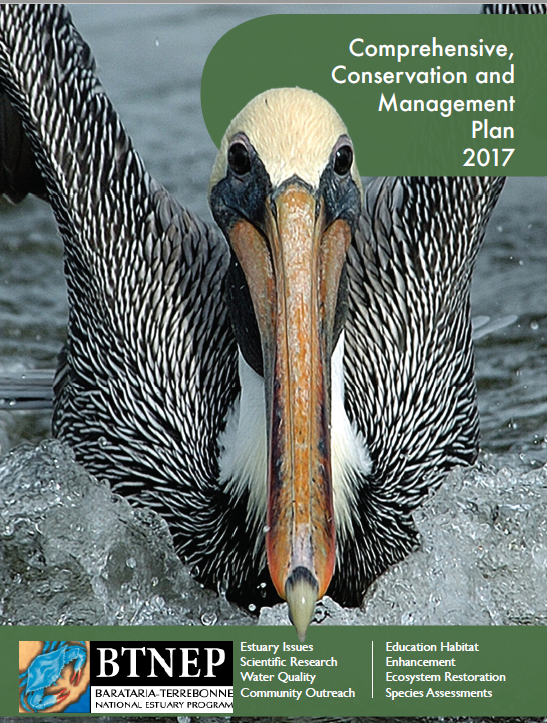 Comprehensive,
Conservation and
Management
Plan
2017
BTNEP
BARATARIA-TERREBONNE
NATIONAL ESTUARY PROGRAM
Estuary Issues
Scientific Research
Water Quality
Community Outreach
Education Habitat
Enhancement
Ecosystem Restoration
Species Assessments